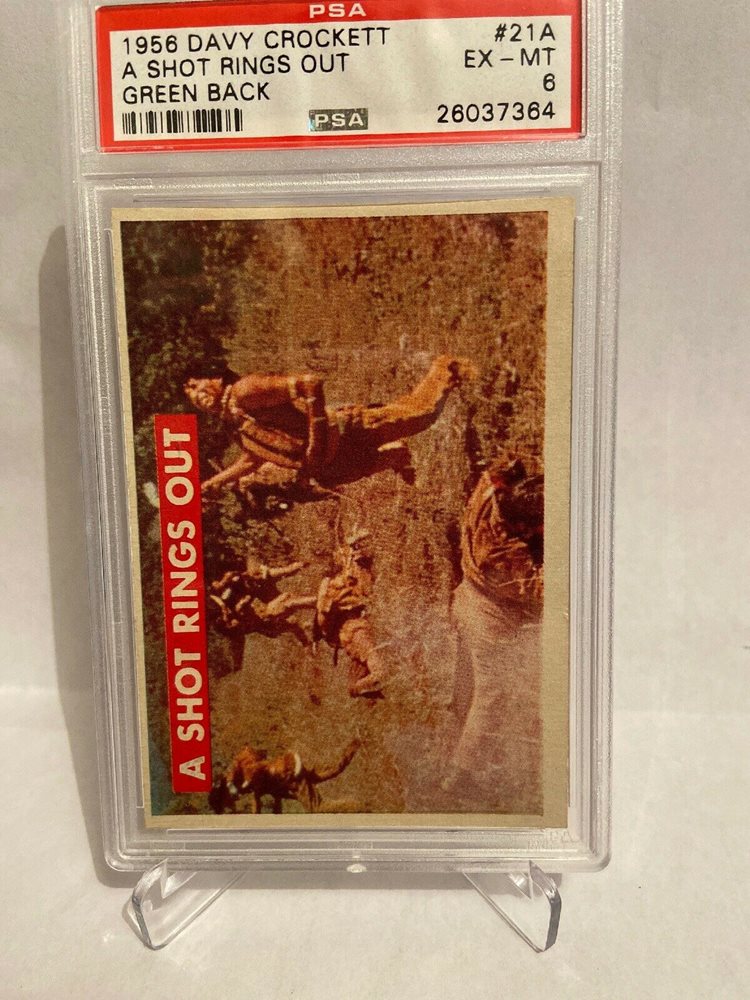 PSA
1956 DAVY CROCKETT #21A
A SHOT RINGS OUT EX - MT
GREEN BACK 6
PSA 26037364
A SHOT RINGS OUT